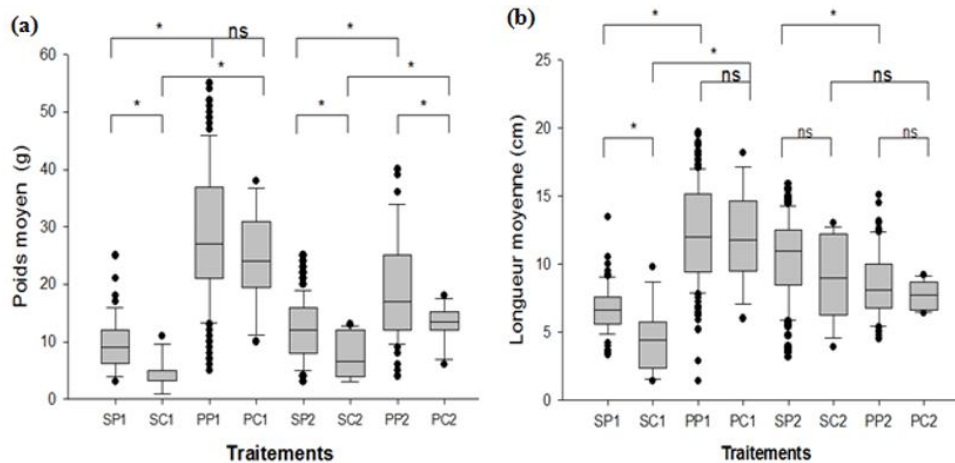 (a)
* ns *
* *
* * *
60
50
40
30
20
10
0
Poids moyen (g)
SP1 SC1 PP1 PC1 SP2 SC2 PP2 PC2
Traitements
(b)
* *
*
ns ns
* ns ns
25
20
15
10
5
0
Longueur moyenne (cm)
SP1 SC1 PP1 PC1 SP2 SC2 PP2 PC2
Traitements